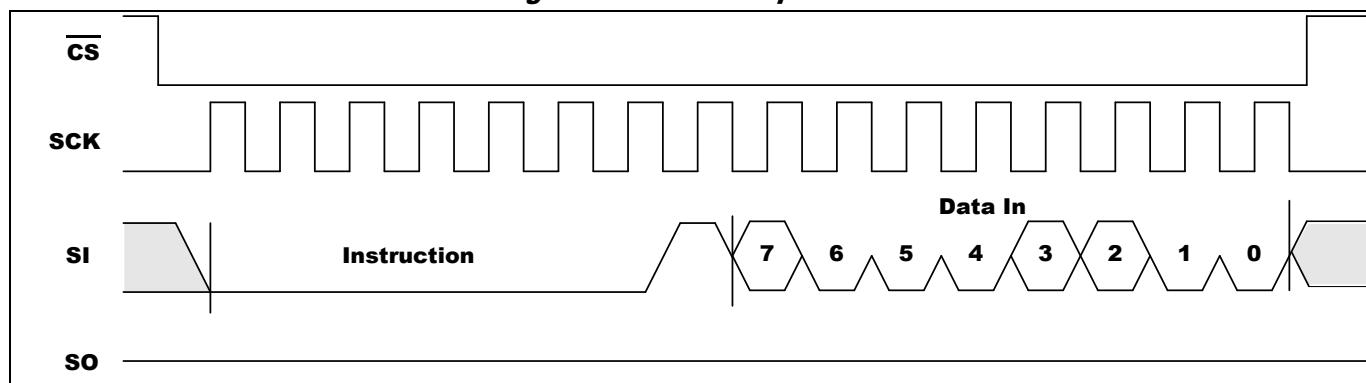 CS
SCK
Data In
SI Instruction 7 6 5 4 3 2 1 0
SO